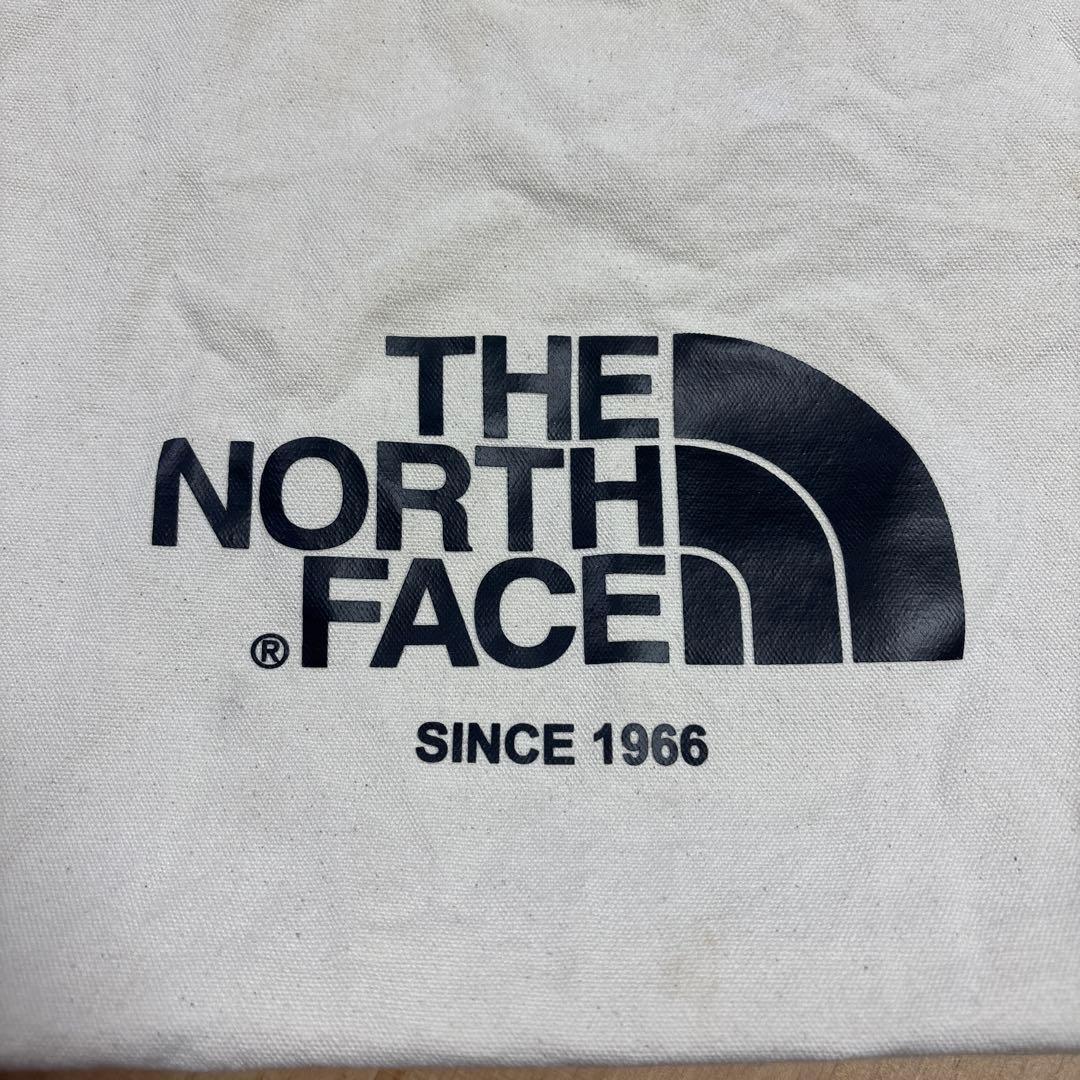 THE
NORTH
® FACE
SINCE 1966